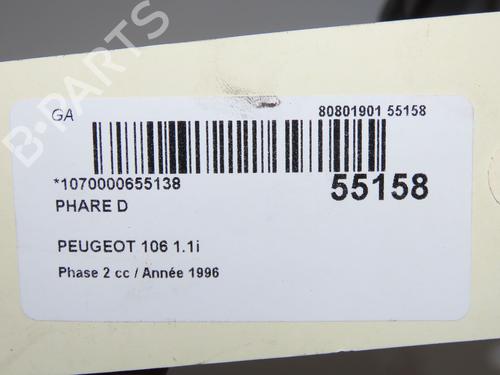 B-PARTS
GA
80801901 55158
*1070000655138
55158
PHARE D
PEUGEOT 106 1.1i
Phase 2 cc / Année 1996